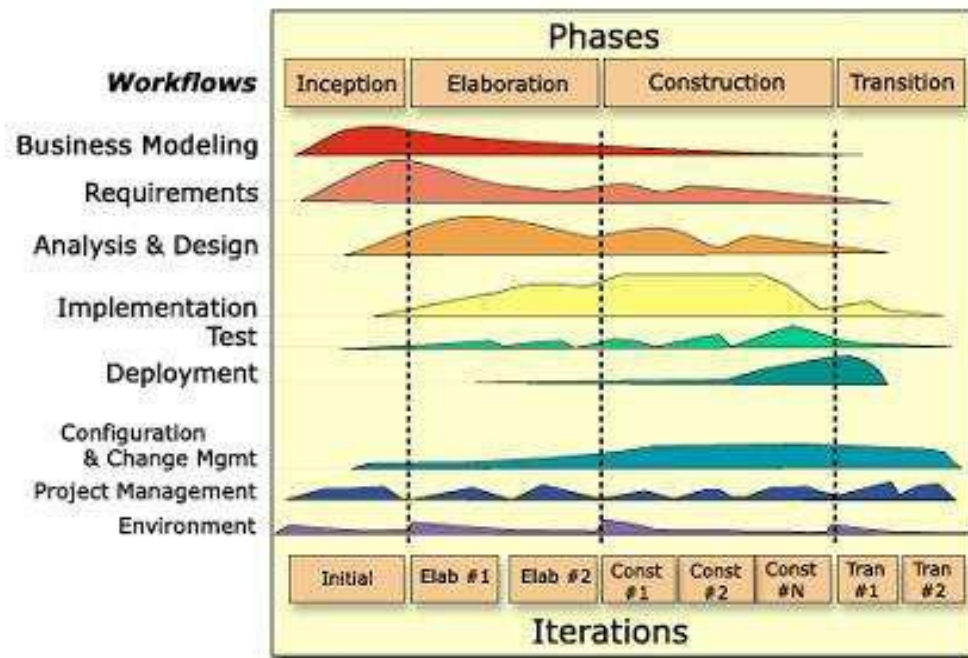 Phases
Workflows
Inception
Elaboration
Construction
Transition
Business Modeling
Requirements
Analysis & Design
Implementation
Test
Deployment
Configuration
& Change Mgmt
Project Management
Environment
Initial
Elab #1
Elab #2
Const
#1
Const
#2
Const
#N
Tran
#1
Tran
#2
Iterations